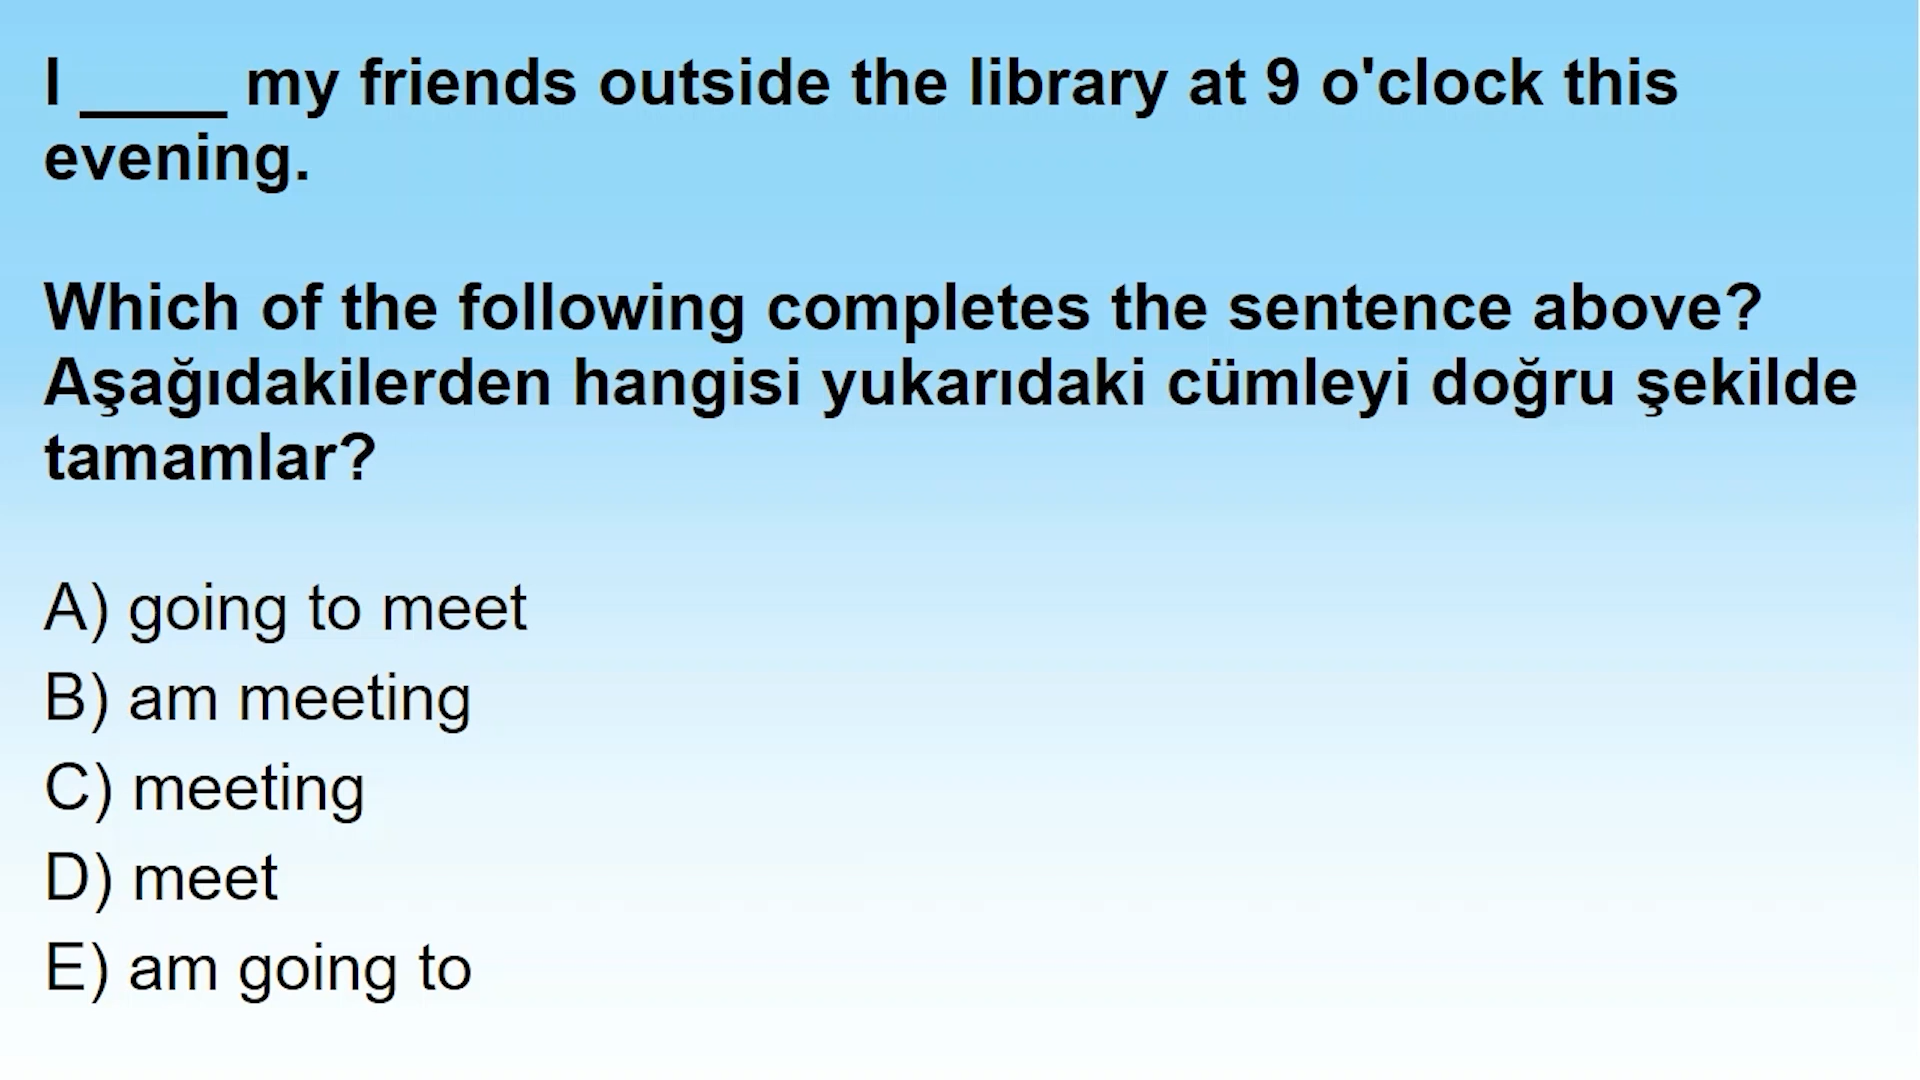 I ____ my friends outside the library at 9 o'clock this
evening.
Which of the following completes the sentence above?
Aşağıdakilerden hangisi yukarıdaki cümleyi doğru şekilde
tamamlar?
A) going to meet
B) am meeting
C) meeting
D) meet
E) am going to